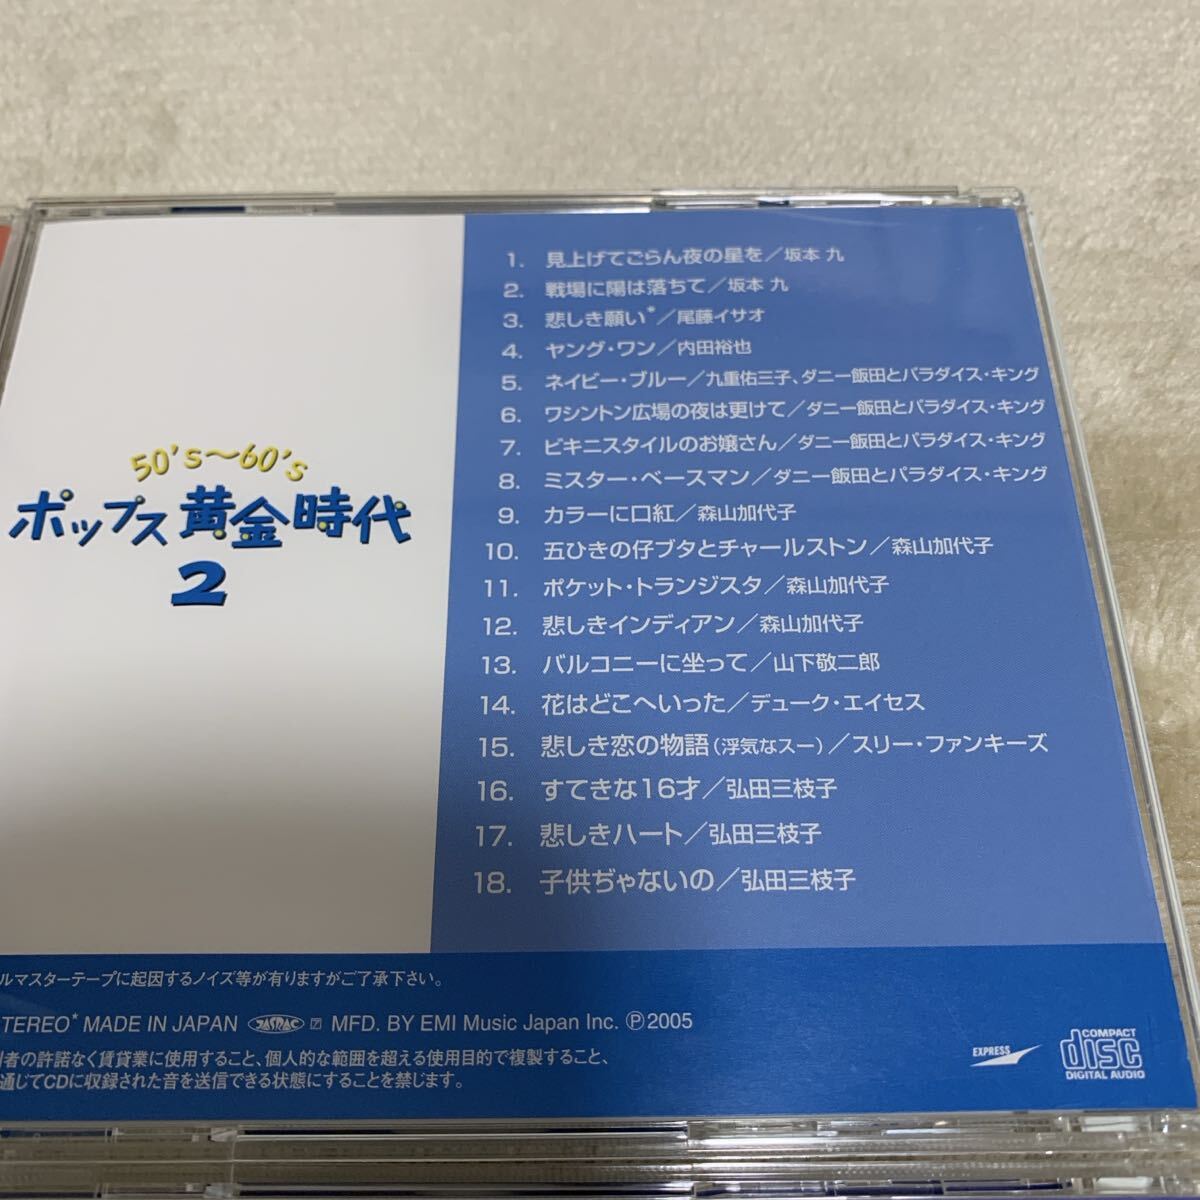 50's～60's
ポップス黄金時代
2
1. 見上げてごらん夜の星を／坂本 九
2. 戦場に陽は落ちて／坂本 九
3. 悲しき願い*／尾藤イサオ
4. ヤング・ワン／内田裕也
5. ネイビー・ブルー／九重佑三子、ダニー飯田とパラダイス・キング
6. ワシントン広場の夜は更けて／ダニー飯田とパラダイス・キング
7. ビキニスタイルのお嬢さん／ダニー飯田とパラダイス・キング
8. ミスター・ベースマン／ダニー飯田とパラダイス・キング
9. カラーに口紅／森山加代子
10. 五ひきの仔ブタとチャールストン／森山加代子
11. ポケット・トランジスタ／森山加代子
12. 悲しきインディアン／森山加代子
13. バルコニーに坐って／山下敬二郎
14. 花はどこへいった／デューク・エイセス
15. 悲しき恋の物語（浮気なスー）／スリー・ファンキーズ
16. すてきな16才／弘田三枝子
17. 悲しきハート／弘田三枝子
18. 子供ぢゃないの／弘田三枝子
ルマスターテープに起因するノイズ等が有りますがご了承下さい。
TEREO* MADE IN JAPAN JASRAC MFD. BY EMI Music Japan Inc. Ⓟ2005
者の許諾なく賃貸業に使用すること、個人的な範囲を超える使用目的で複製すること、
通じてCDに収録された音を送信できる状態にすることを禁じます。
EXPRESS
COMPACT
disc
DIGITAL AUDIO